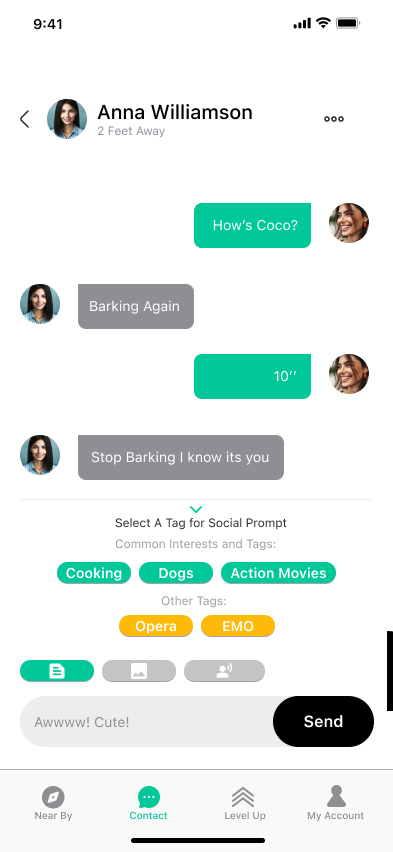 9:41
Anna Williamson
2 Feet Away
How’s Coco?
Barking Again
10’’
Stop Barking I know its you
Select A Tag for Social Prompt
Common Interests and Tags:
Cooking Dogs Action Movies
Other Tags:
Opera EMO
Awwww! Cute! Send
Near By Contact Level Up My Account